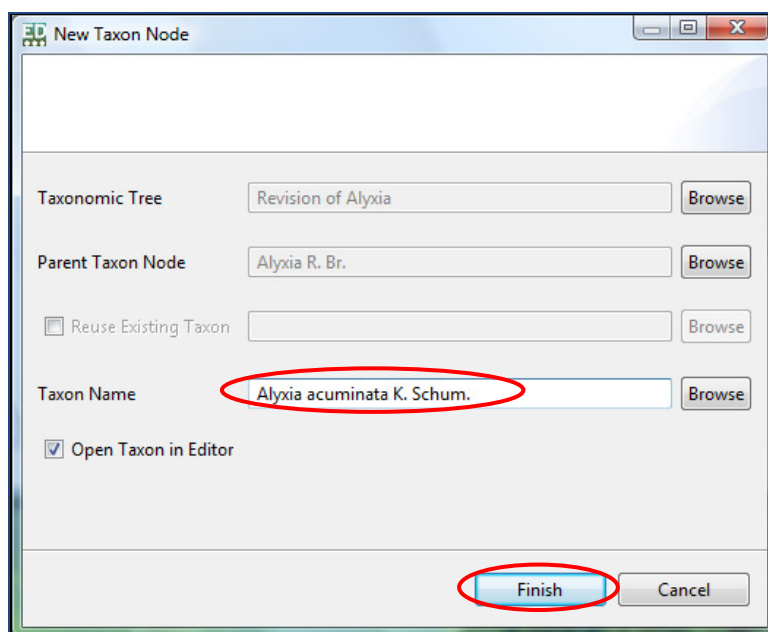 New Taxon Node
Taxonomic Tree Revision of Alyxia Browse
Parent Taxon Node Alyxia R. Br. Browse
Reuse Existing Taxon Browse
Taxon Name Alyxia acuminata K. Schum. Browse
Open Taxon in Editor
Finish Cancel